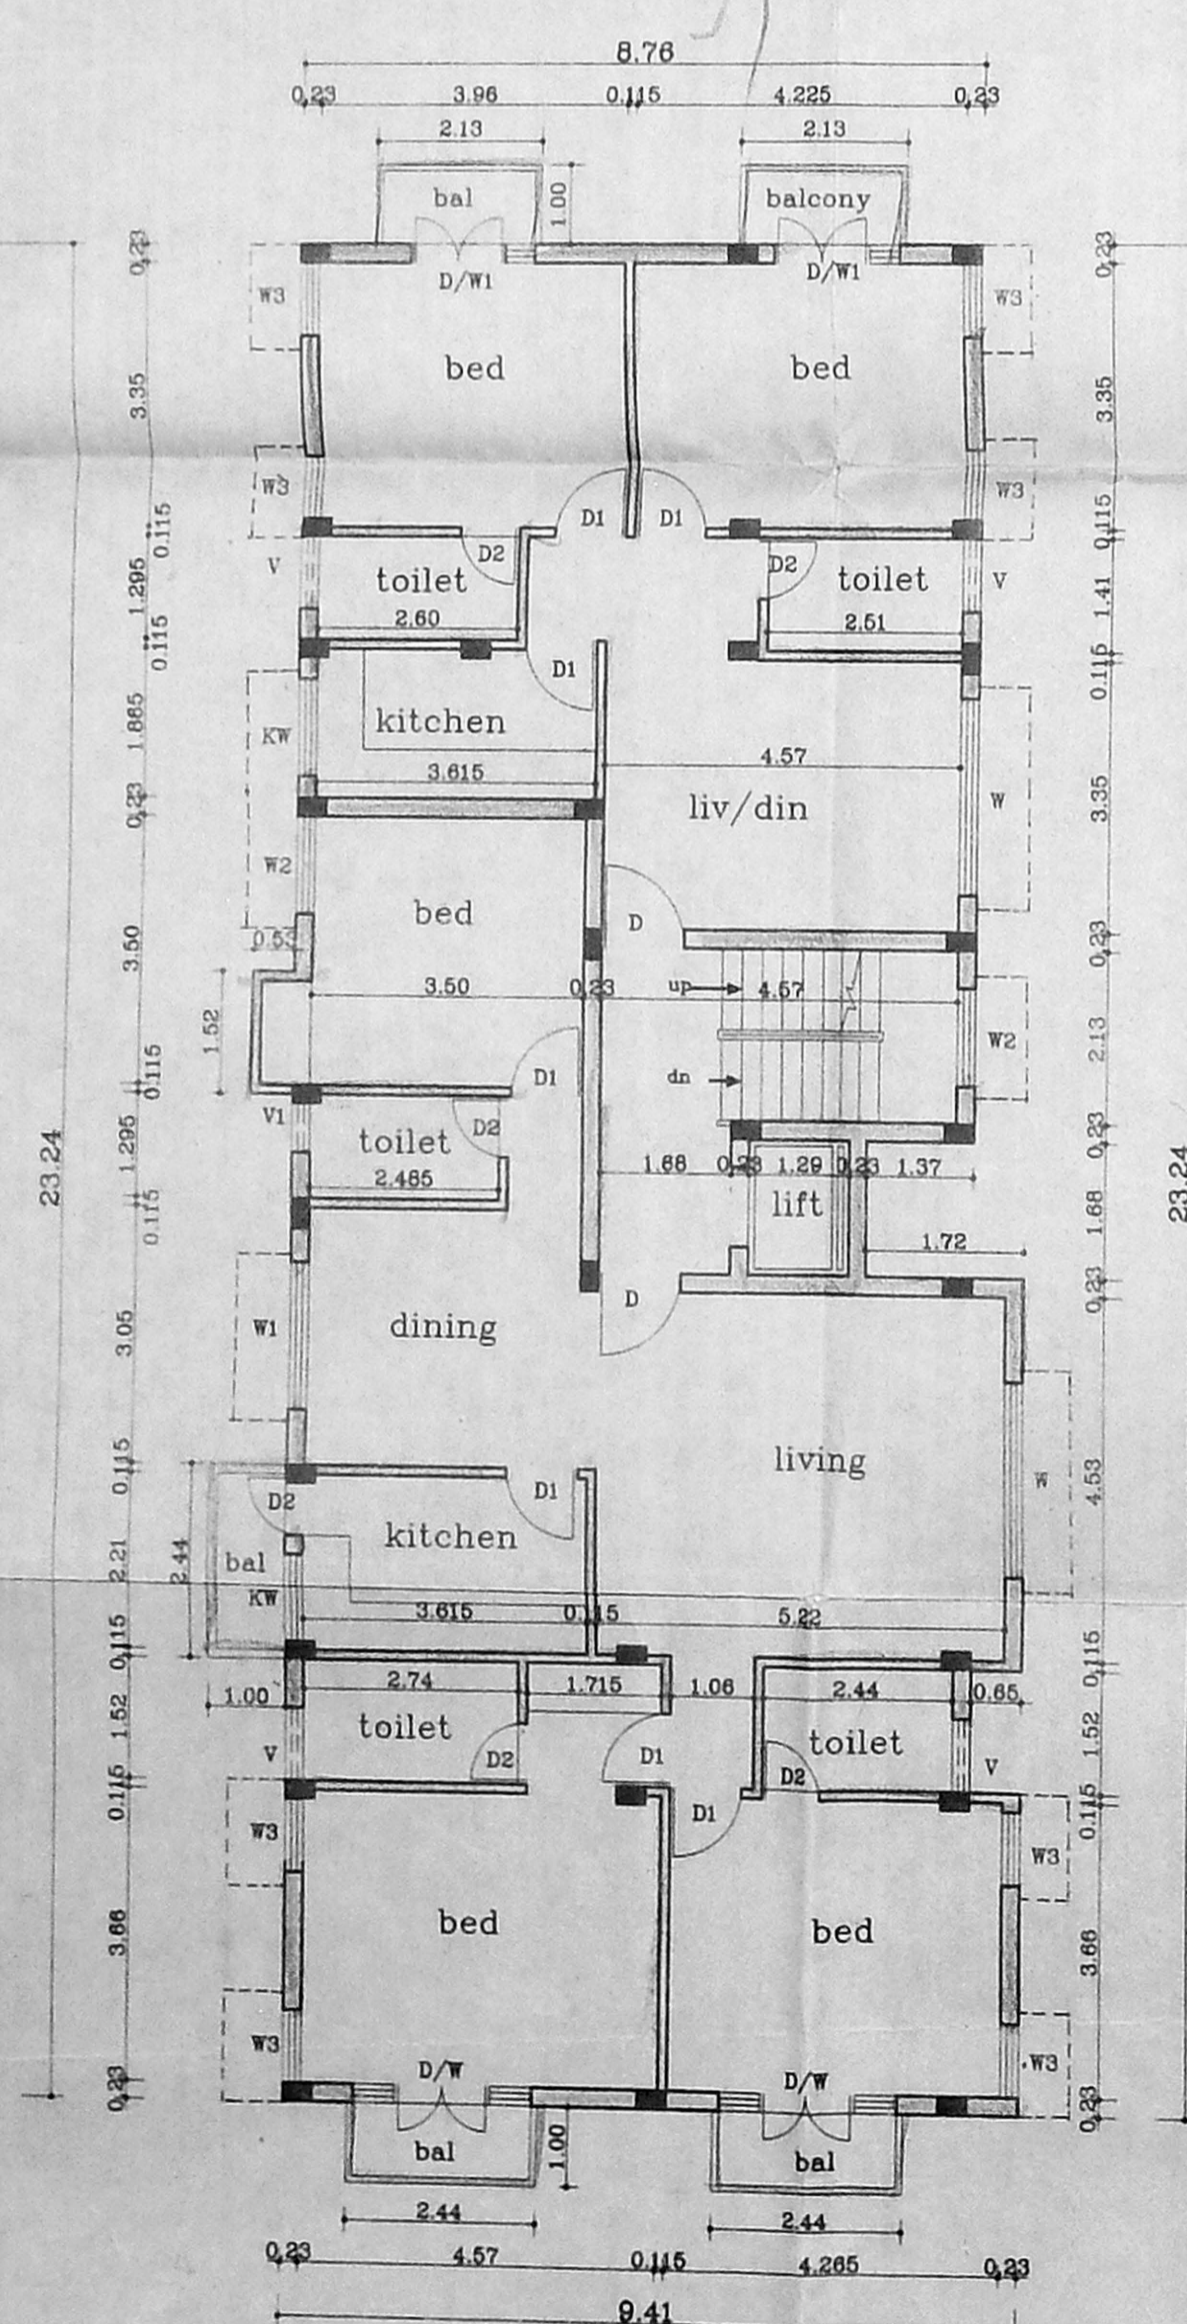 8.76
0.23 3.96 0.115 4.225 0.23
2.13 2.13
bal 1.00 balcony
0.23 D/W1 D/W1 0.23
W3 W3
bed bed
3.35 3.35
W3 D1 D1 W3
0.115 0.115
V D2 D2 V
1.295 toilet toilet 1.41
2.60 2.51
0.115 D1 0.115
kitchen
1.865 KW 4.57
3.615
0.23 liv/din W 3.35
W2
bed D
0.53 0.23
3.50 3.50 0.23 up 4.57
1.52 W2 2.13
0.115 D1 dn
V1 D2 0.23
23.24 1.295 toilet 1.68 0.23 1.29 0.23 1.37 23.24
2.485 lift 1.68
0.115 1.72
D 0.23
W1 dining
3.05
living
0.115 D2 D1 W 4.53
kitchen
2.44 2.21 bal
KW
3.615 0.115 5.22
0.115 0.115
1.00 2.74 1.715 1.06 2.44 0.65
1.52 toilet toilet 1.52
V D2 D1 D2 V
0.115 D1 0.115
W3 W3
bed bed
3.66 3.66
W3 W3
D/W D/W
0.23 0.23
bal 1.00 bal
2.44 2.44
0.23 4.57 0.115 4.265 0.23
9.41